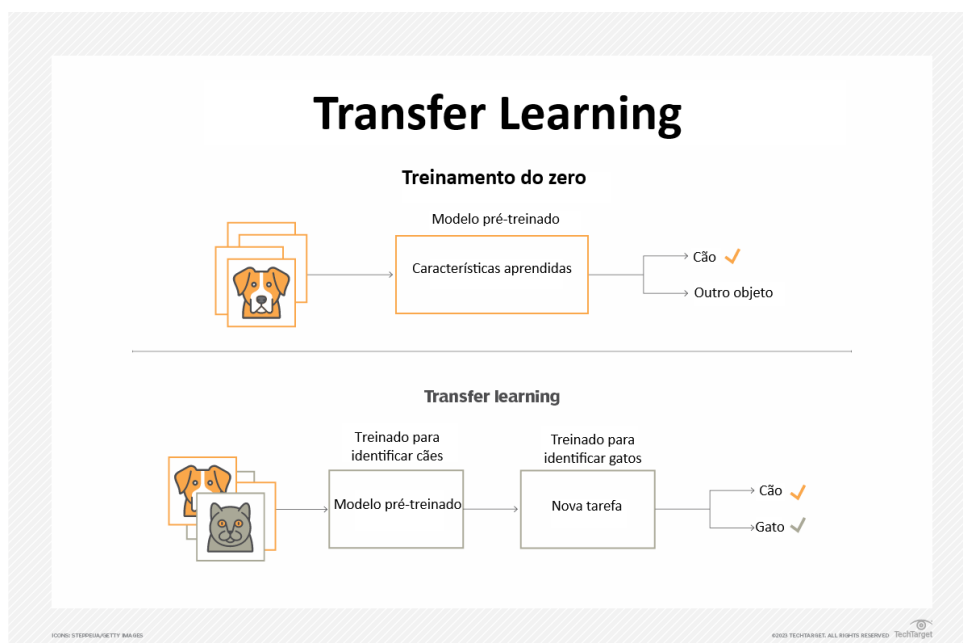 Transfer Learning
Treinamento do zero
Modelo pré-treinado
Características aprendidas
Cão
Outro objeto
Transfer learning
Treinado para
identificar cães
Treinado para
identificar gatos
Modelo pré-treinado
Nova tarefa
Cão
Gato
ICONS: STEPPEUA/GETTY IMAGES
©2023 TECHTARGET. ALL RIGHTS RESERVED TechTarget